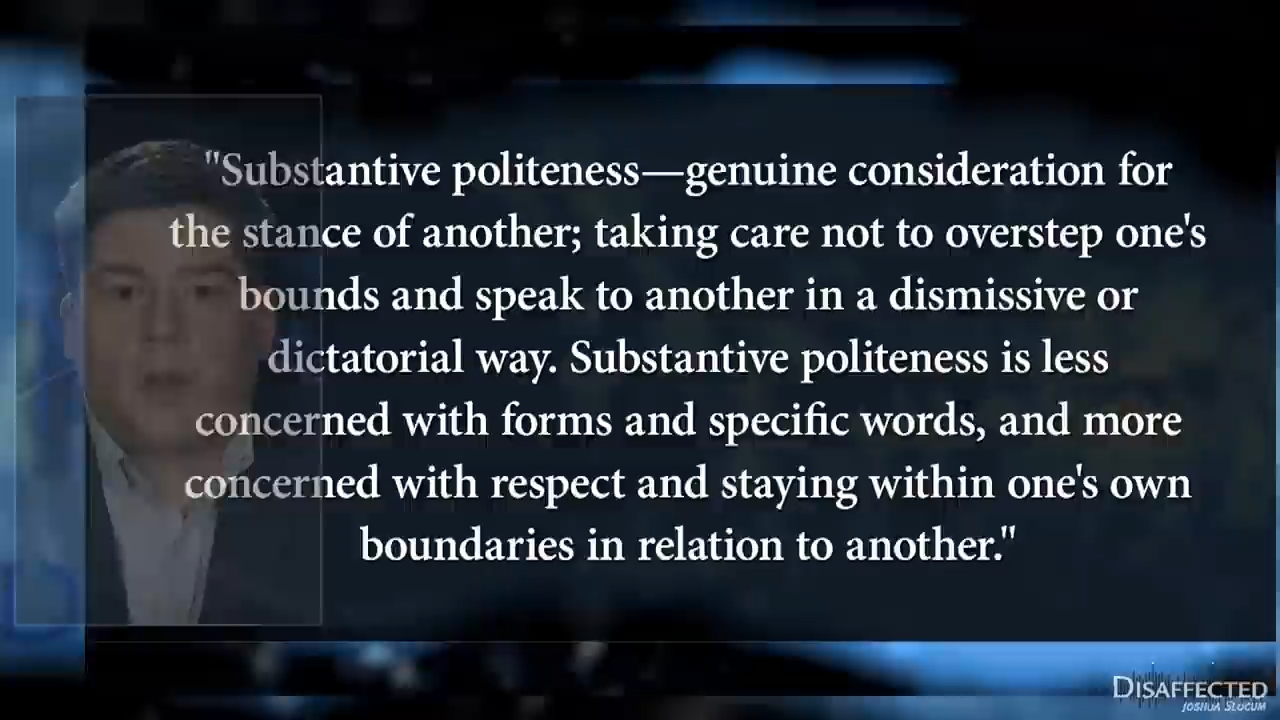 "Substantive politeness—genuine consideration for
the stance of another; taking care not to overstep one's
bounds and speak to another in a dismissive or
dictatorial way. Substantive politeness is less
concerned with forms and specific words, and more
concerned with respect and staying within one's own
boundaries in relation to another."
DISAFFECTED
JOSHUA SLOCUM